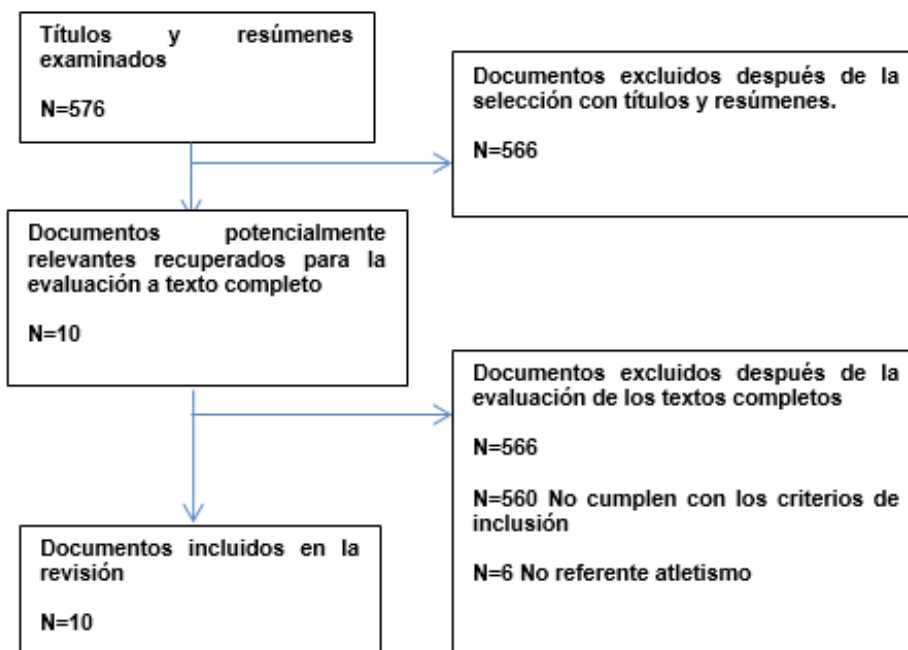 Títulos y resúmenes
examinados
N=576
Documentos excluidos después de la
selección con títulos y resúmenes.
N=566
Documentos potencialmente
relevantes recuperados para la
evaluación a texto completo
N=10
Documentos excluidos después de la
evaluación de los textos completos
N=566
N=560 No cumplen con los criterios de
inclusión
N=6 No referente atletismo
Documentos incluidos en la
revisión
N=10